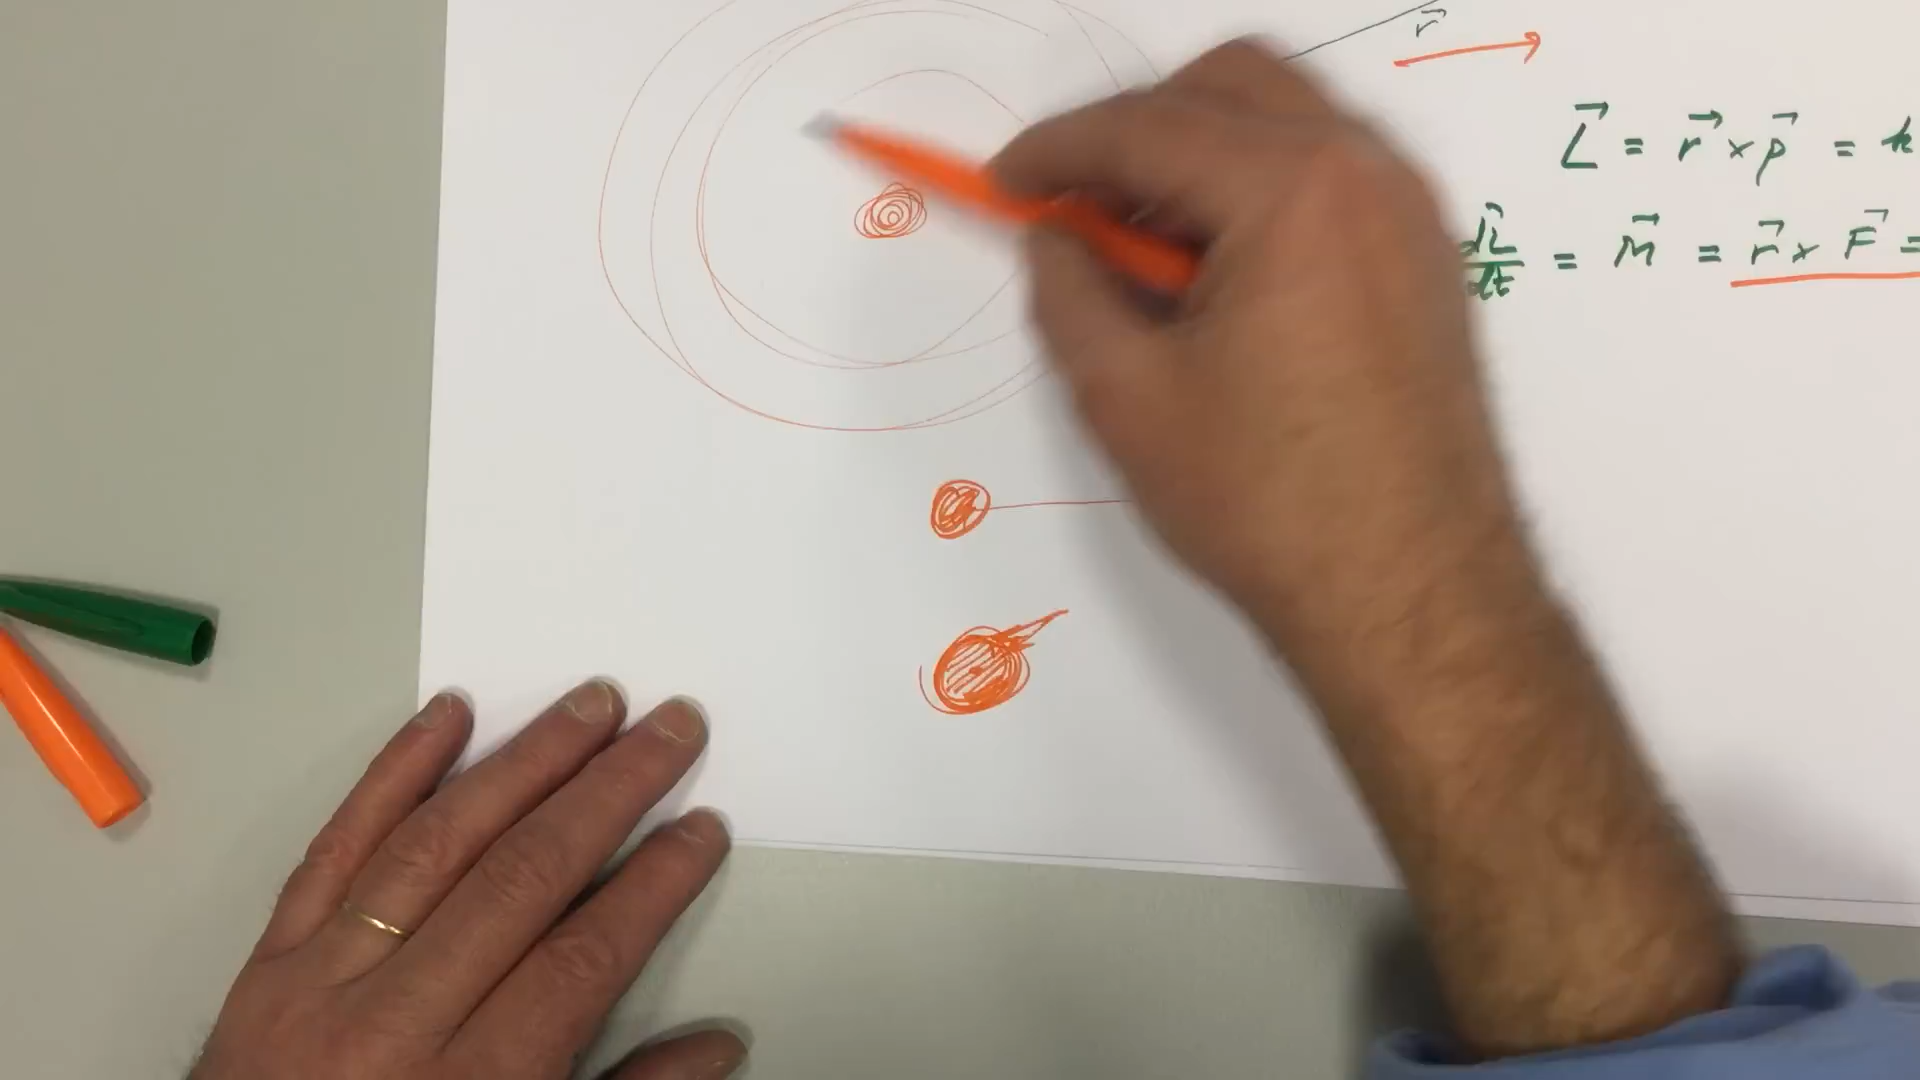 r⃗
L⃗ = r⃗ × p⃗ = k
dL⃗/dt = M⃗ = r⃗ × F⃗ =